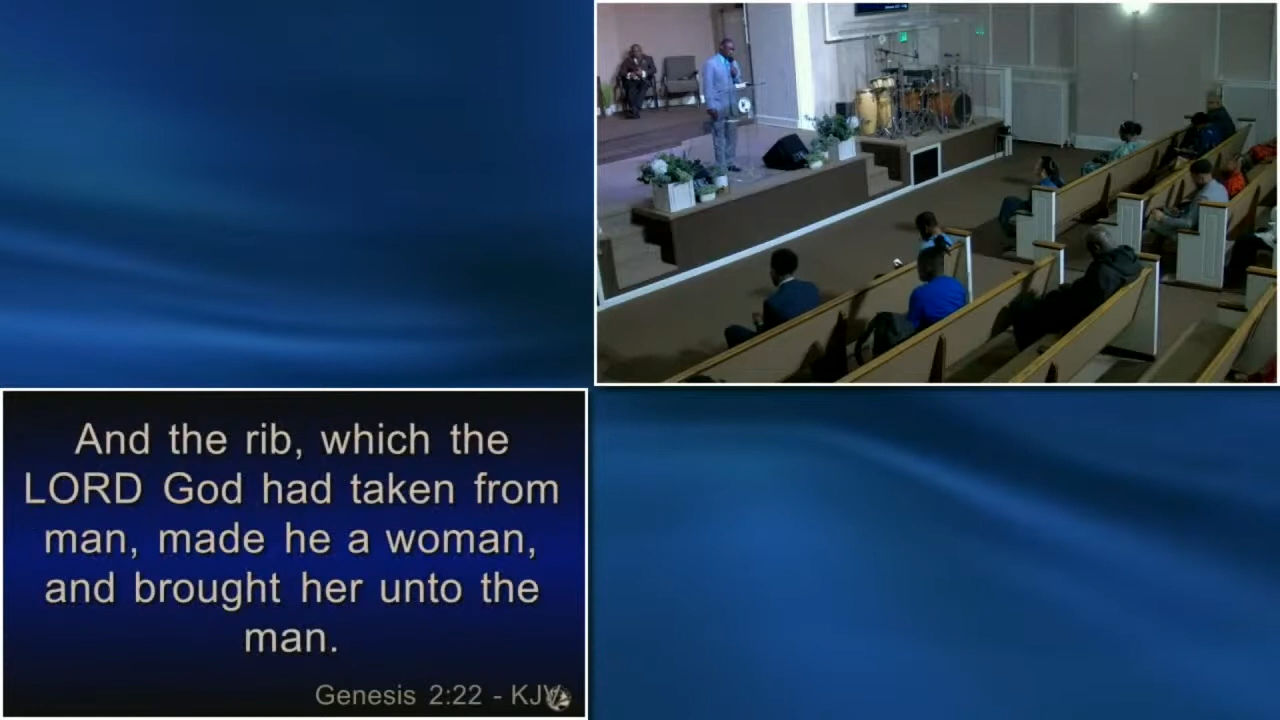 And the rib, which the
LORD God had taken from
man, made he a woman,
and brought her unto the
man.
Genesis 2:22 - KJV